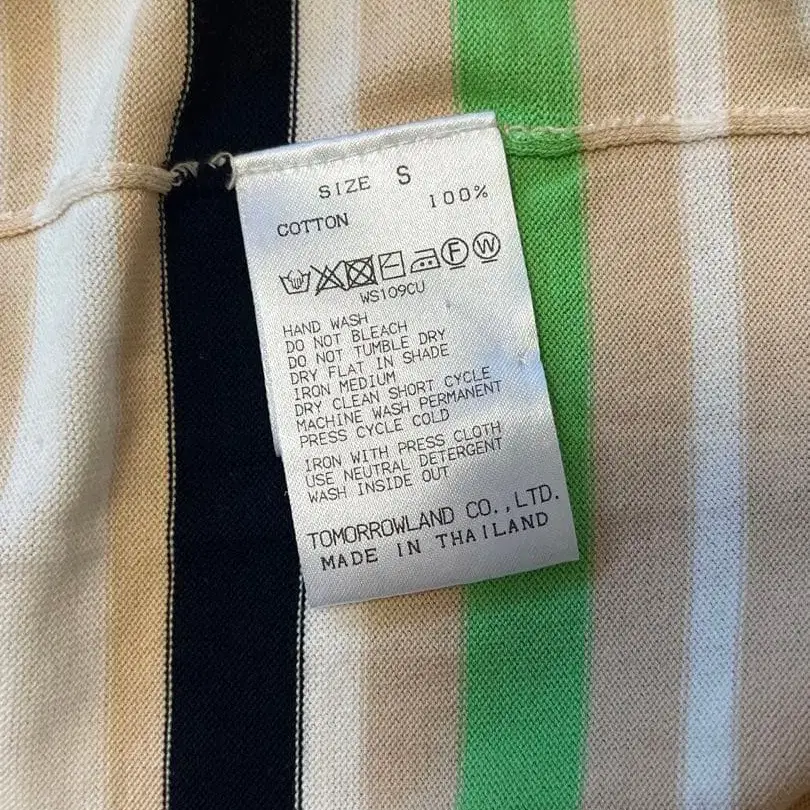 SIZE S
COTTON 100%
F W
WS109CU
HAND WASH
DO NOT BLEACH
DO NOT TUMBLE DRY
DRY FLAT IN SHADE
IRON MEDIUM
DRY CLEAN SHORT CYCLE
MACHINE WASH PERMANENT
PRESS CYCLE COLD
IRON WITH PRESS CLOTH
USE NEUTRAL DETERGENT
WASH INSIDE OUT
TOMORROWLAND CO.,LTD.
MADE IN THAILAND